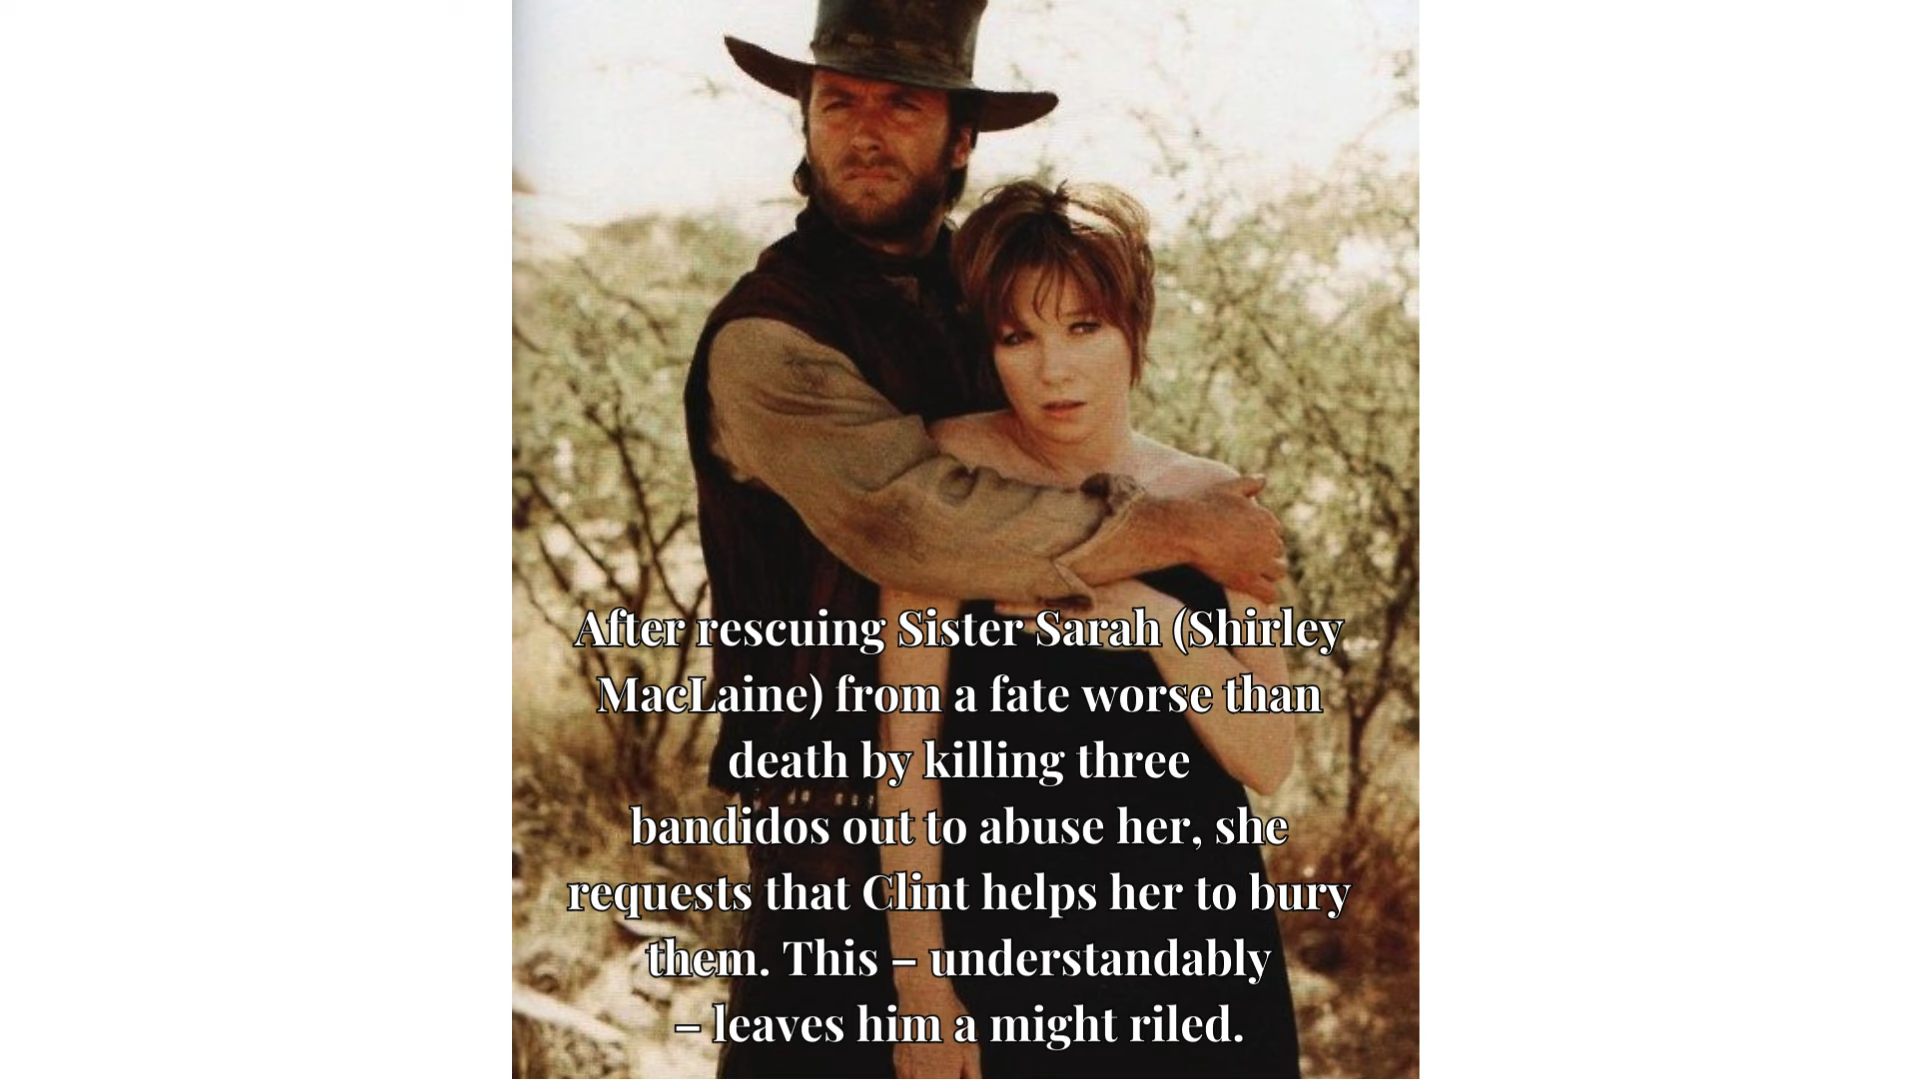 After rescuing Sister Sarah (Shirley
MacLaine) from a fate worse than
death by killing three
bandidos out to abuse her, she
requests that Clint helps her to bury
them. This – understandably
– leaves him a might riled.